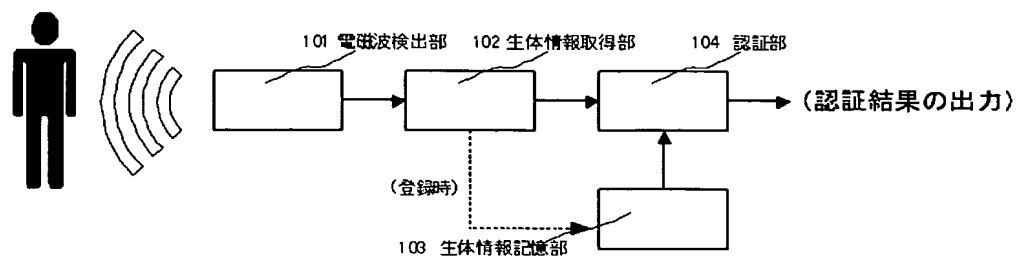 101 電磁波検出部
102 生体情報取得部
104 認証部
(認証結果の出力)
(登録時)
103 生体情報記憶部